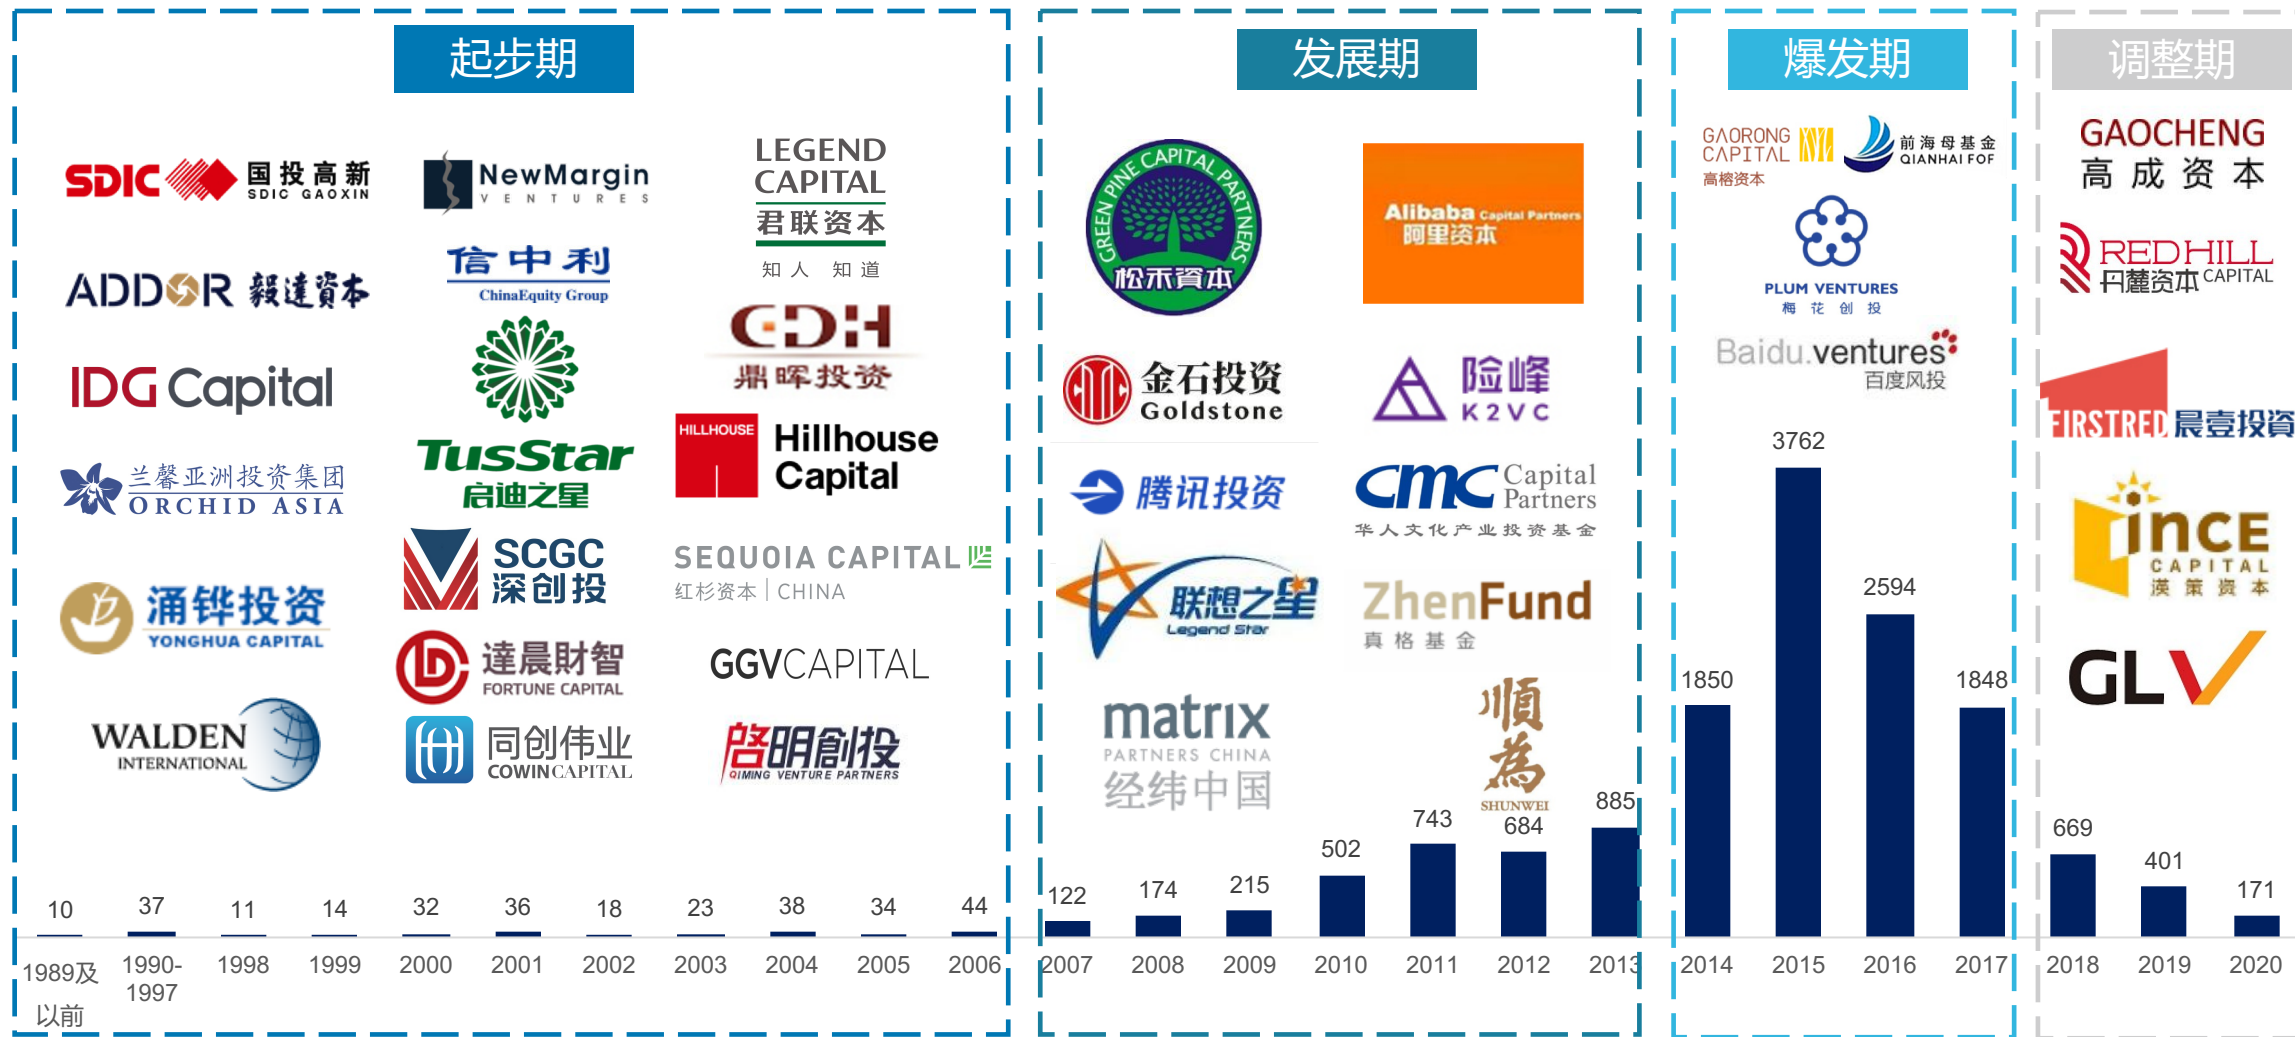 起步期
SDIC 国投高新
SDIC GAOXIN
ADDOR 毅達資本
IDG Capital
兰馨亚洲投资集团
ORCHID ASIA
涌铧投资
YONGHUA CAPITAL
WALDEN
INTERNATIONAL
NewMargin
VENTURES
信中利
ChinaEquity Group
TusStar
启迪之星
SCGC
深创投
達晨財智
FORTUNE CAPITAL
同创伟业
COWIN CAPITAL
LEGEND
CAPITAL
君联资本
知人 知道
CDH
鼎晖投资
HILLHOUSE
Hillhouse
Capital
SEQUOIA CAPITAL
红杉资本 | CHINA
GGVCAPITAL
启明創投
QIMING VENTURE PARTNERS
10
37
11
14
32
36
18
23
38
34
44
1989及
以前
1990-
1997
1998
1999
2000
2001
2002
2003
2004
2005
2006
发展期
GREEN PINE CAPITAL PARTNERS
松禾資本
Alibaba Capital Partners
阿里资本
金石投资
Goldstone
险峰
K2VC
腾讯投资
CMC Capital
Partners
华人文化产业投资基金
联想之星
Legend Star
ZhenFund
真格基金
matrix
PARTNERS CHINA
经纬中国
順
為
SHUNWEI
122
174
215
502
743
684
885
2007
2008
2009
2010
2011
2012
2013
爆发期
GAORONG
CAPITAL
高榕资本
前海母基金
QIANHAI FOF
PLUM VENTURES
梅花创投
Baidu.ventures
百度风投
1850
3762
2594
1848
2014
2015
2016
2017
调整期
GAOCHENG
高成资本
REDHILL
丹麓资本 CAPITAL
FIRSTRED 晨壹投資
INCE
CAPITAL
渶策资本
GLV
669
401
171
2018
2019
2020